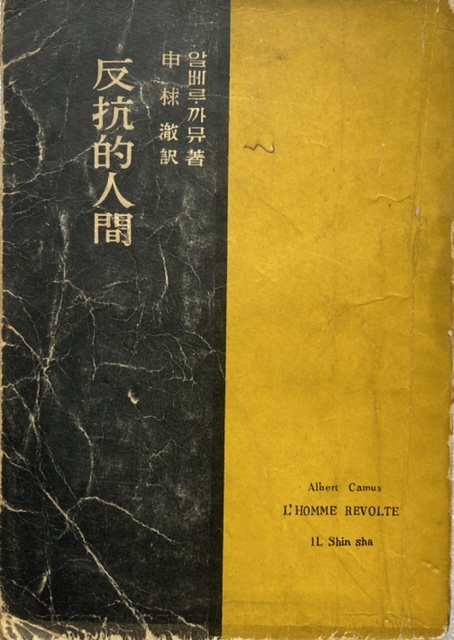 알베루·까뮤 著
申梂澈 訳
反抗的人間
Albert Camus
L'HOMME REVOLTE
1L Shin sha